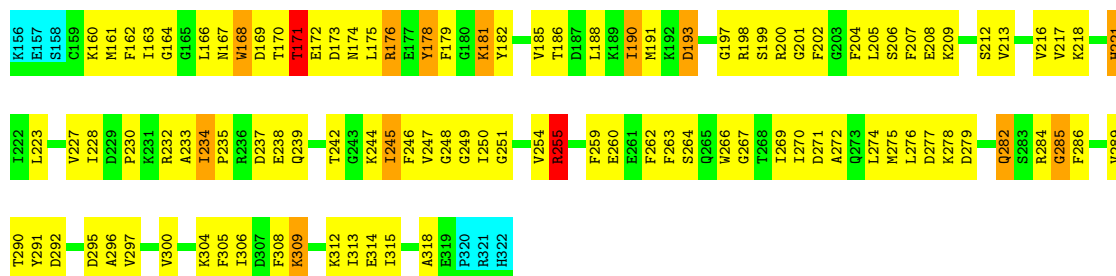 K156 E157 S158 C159 K160 M161 F162 I163 G164 G165 L166 N167 W168 D169 T170 T171 E172 D173 N174 L175 R176 E177 Y178 F179 G180 K181 Y182 V185 T186 D187 L188 K189 I190 M191 K192 D193 G197 R198 S199 R200 G201 F202 G203 F204 L205 S206 F207 E208 K209 S212 V213 V216 V217 K218 H221
I222 L223 V227 I228 D229 P230 K231 R232 A233 I234 P235 R236 D237 E238 Q239 T242 G243 K244 I245 F246 V247 G248 G249 I250 G251 V254 R255 F259 E260 E261 F262 F263 S264 Q265 W266 G267 T268 I269 I270 D271 A272 Q273 L274 M275 L276 D277 K278 D279 Q282 S283 R284 G285 F286 V289
T290 Y291 D292 D295 A296 V297 V300 K304 F305 I306 D307 F308 K309 K312 I313 E314 I315 A318 E319 P320 R321 H322